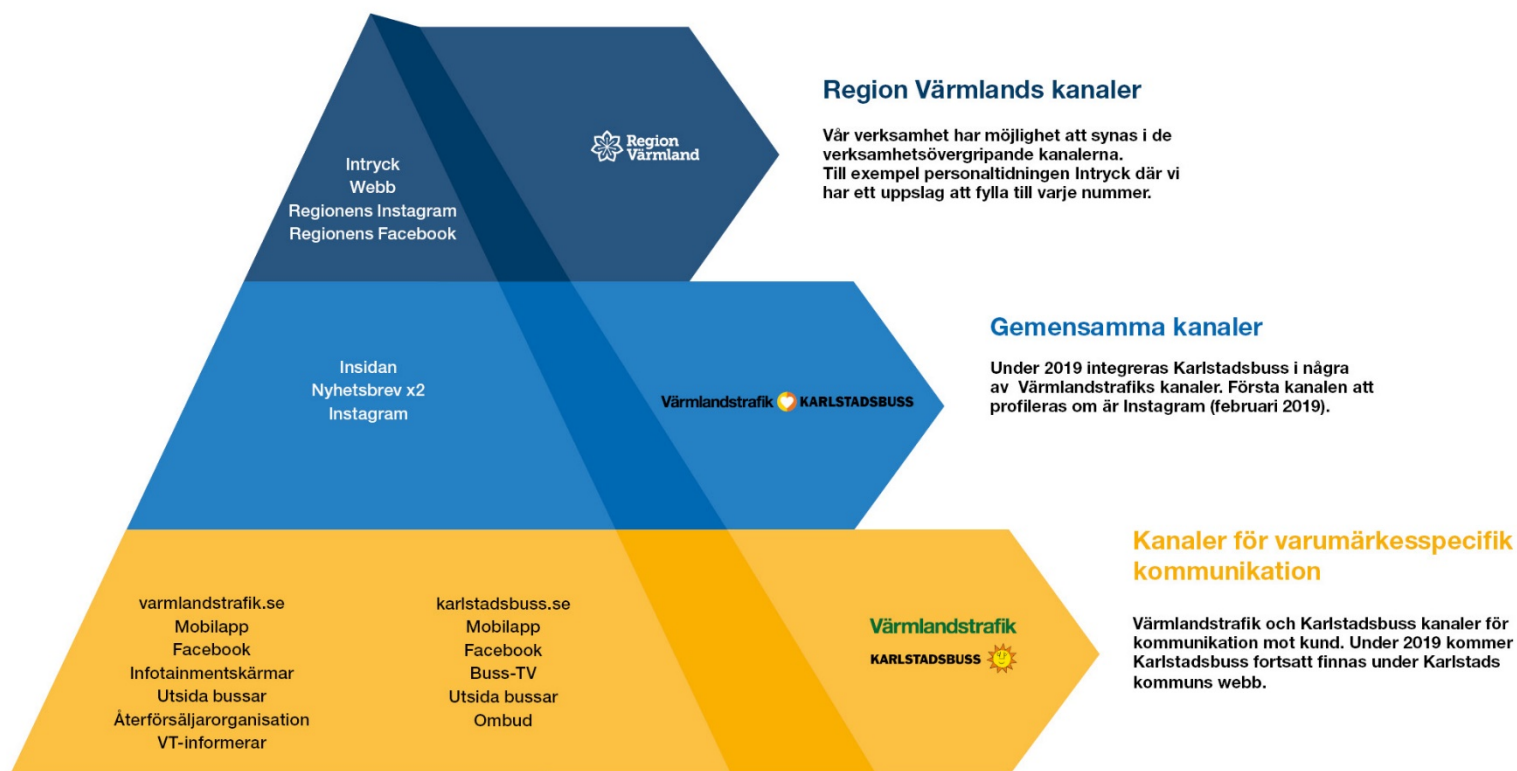 Region Värmlands kanaler
Vår verksamhet har möjlighet att synas i de
verksamhetsövergripande kanalerna.
Till exempel personaltidningen Intryck där vi
har ett uppslag att fylla till varje nummer.
Region
Värmland
Intryck
Webb
Regionens Instagram
Regionens Facebook
Gemensamma kanaler
Under 2019 integreras Karlstadsbuss i några
av Värmlandstrafiks kanaler. Första kanalen att
profileras om är Instagram (februari 2019).
Insidan
Nyhetsbrev x2
Instagram
Värmlandstrafik KARLSTADSBUSS
Kanaler för varumärkesspecifik
kommunikation
Värmlandstrafik och Karlstadsbuss kanaler för
kommunikation mot kund. Under 2019 kommer
Karlstadsbuss fortsatt finnas under Karlstads
kommuns webb.
varmlandstrafik.se
Mobilapp
Facebook
Infotainmentskärmar
Utsida bussar
Återförsäljarorganisation
VT-informerar
karlstadsbuss.se
Mobilapp
Facebook
Buss-TV
Utsida bussar
Ombud
Värmlandstrafik
KARLSTADSBUSS